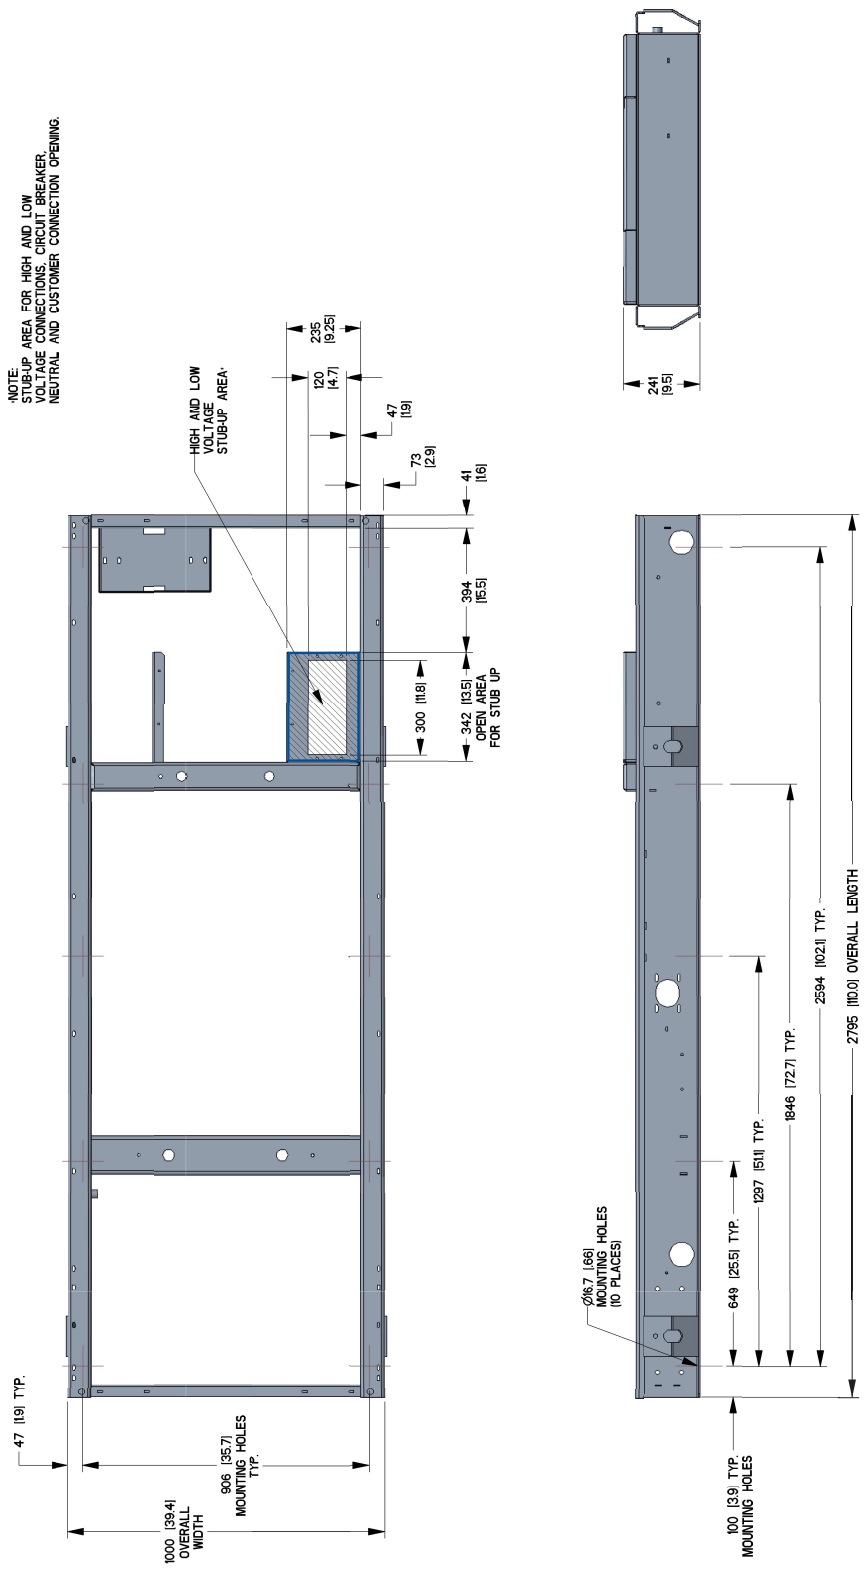 •NOTE:
STUB-UP AREA FOR HIGH AND LOW
VOLTAGE CONNECTIONS, CIRCUIT BREAKER,
NEUTRAL AND CUSTOMER CONNECTION OPENING.
HIGH AND LOW
VOLTAGE
STUB-UP AREA•
235
[9.25]
120
[4.7]
47
[1.9]
73
[2.9]
41
[1.6]
394
[15.5]
342 [13.5]
OPEN AREA
FOR STUB UP
300 [11.8]
47 [1.9] TYP.
906 [35.7]
MOUNTING HOLES
TYP.
1000 [39.4]
OVERALL
WIDTH
241
[9.5]
Ø16.7 [.66]
MOUNTING HOLES
(10 PLACES)
649 [25.5] TYP.
1297 [51.1] TYP.
1846 [72.7] TYP.
2594 [102.1] TYP.
2795 [110.0] OVERALL LENGTH
100 [3.9] TYP.
MOUNTING HOLES